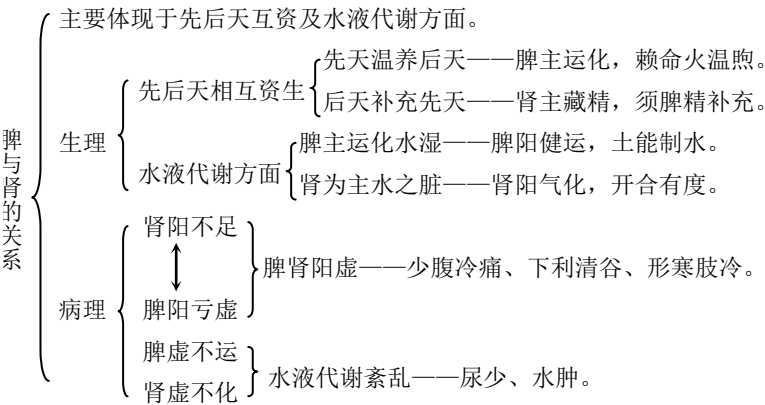 脾与肾的关系
主要体现于先后天互资及水液代谢方面。
生理
先后天相互资生
先天温养后天——脾主运化，赖命火温煦。
后天补充先天——肾主藏精，须脾精补充。
水液代谢方面
脾主运化水湿——脾阳健运，土能制水。
肾为主水之脏——肾阳气化，开合有度。
病理
肾阳不足
脾阳亏虚
脾肾阳虚——少腹冷痛、下利清谷、形寒肢冷。
脾虚不运
肾虚不化
水液代谢紊乱——尿少、水肿。